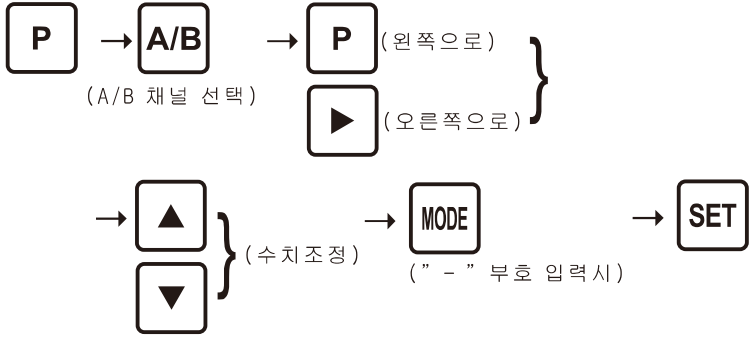 P → A/B → P (왼쪽으로)
(A/B 채널 선택)
▶ (오른쪽으로)
→ ▲ → MODE → SET
(수치조정)
(” − ” 부호 입력시)
▼